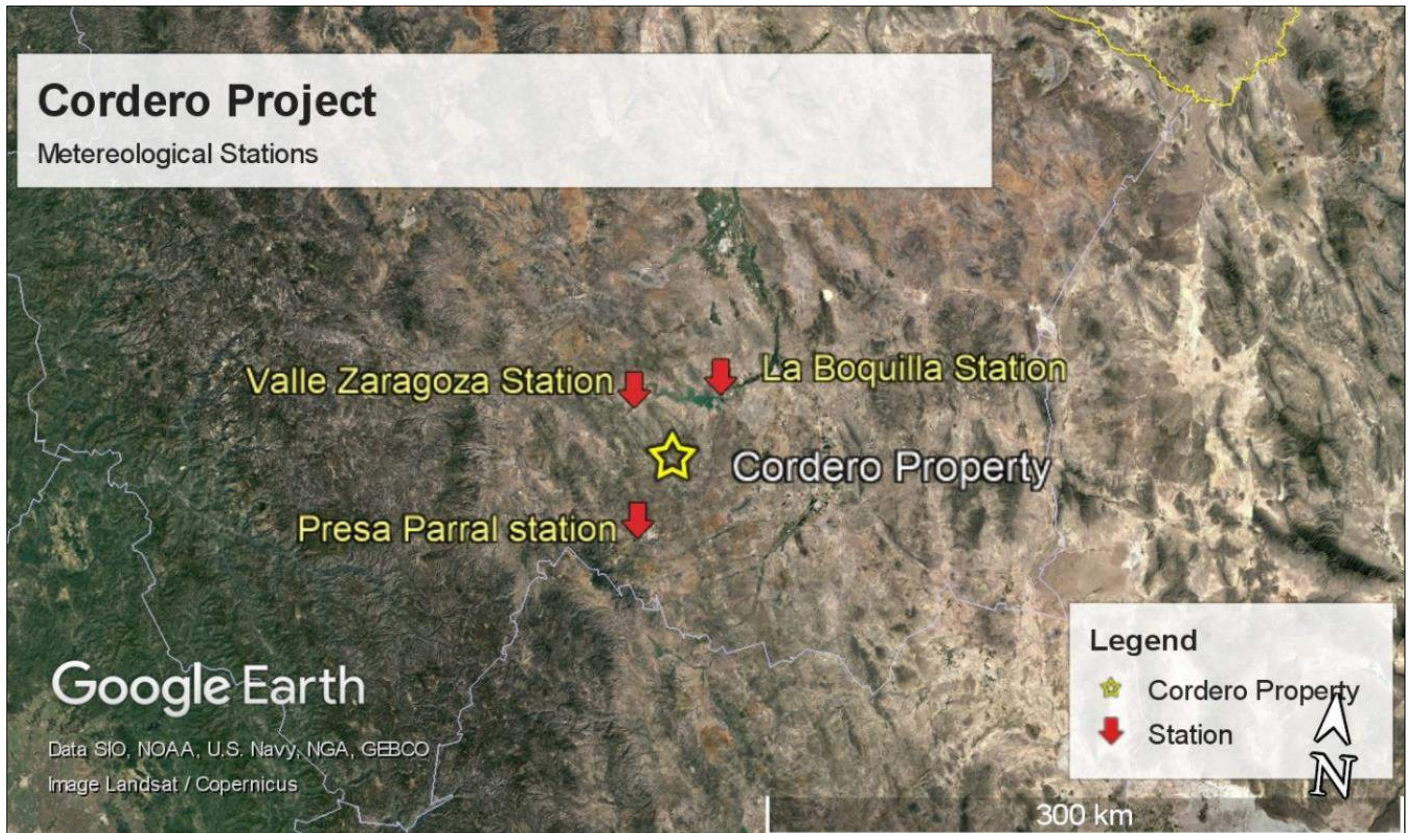 Cordero Project
Metereological Stations
Valle Zaragoza Station
La Boquilla Station
Cordero Property
Presa Parral station
Legend
Cordero Property
Station
N
Google Earth
Data SIO, NOAA, U.S. Navy, NGA, GEBCO
Image Landsat / Copernicus
300 km